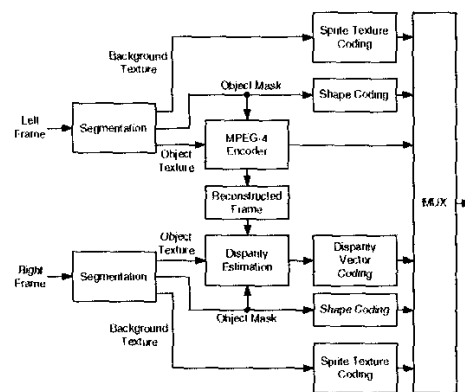 Sprite Texture
Coding
Background
Texture
Object Mask
Shape Coding
Left
Frame
Segmentation
MPEG-4
Encoder
Object
Texture
Reconstructed
Frame
MUX
Object
Texture
Disparity
Estimation
Disparity
Vector
Coding
Right
Frame
Segmentation
Shape Coding
Object Mask
Background
Texture
Sprite Texture
Coding